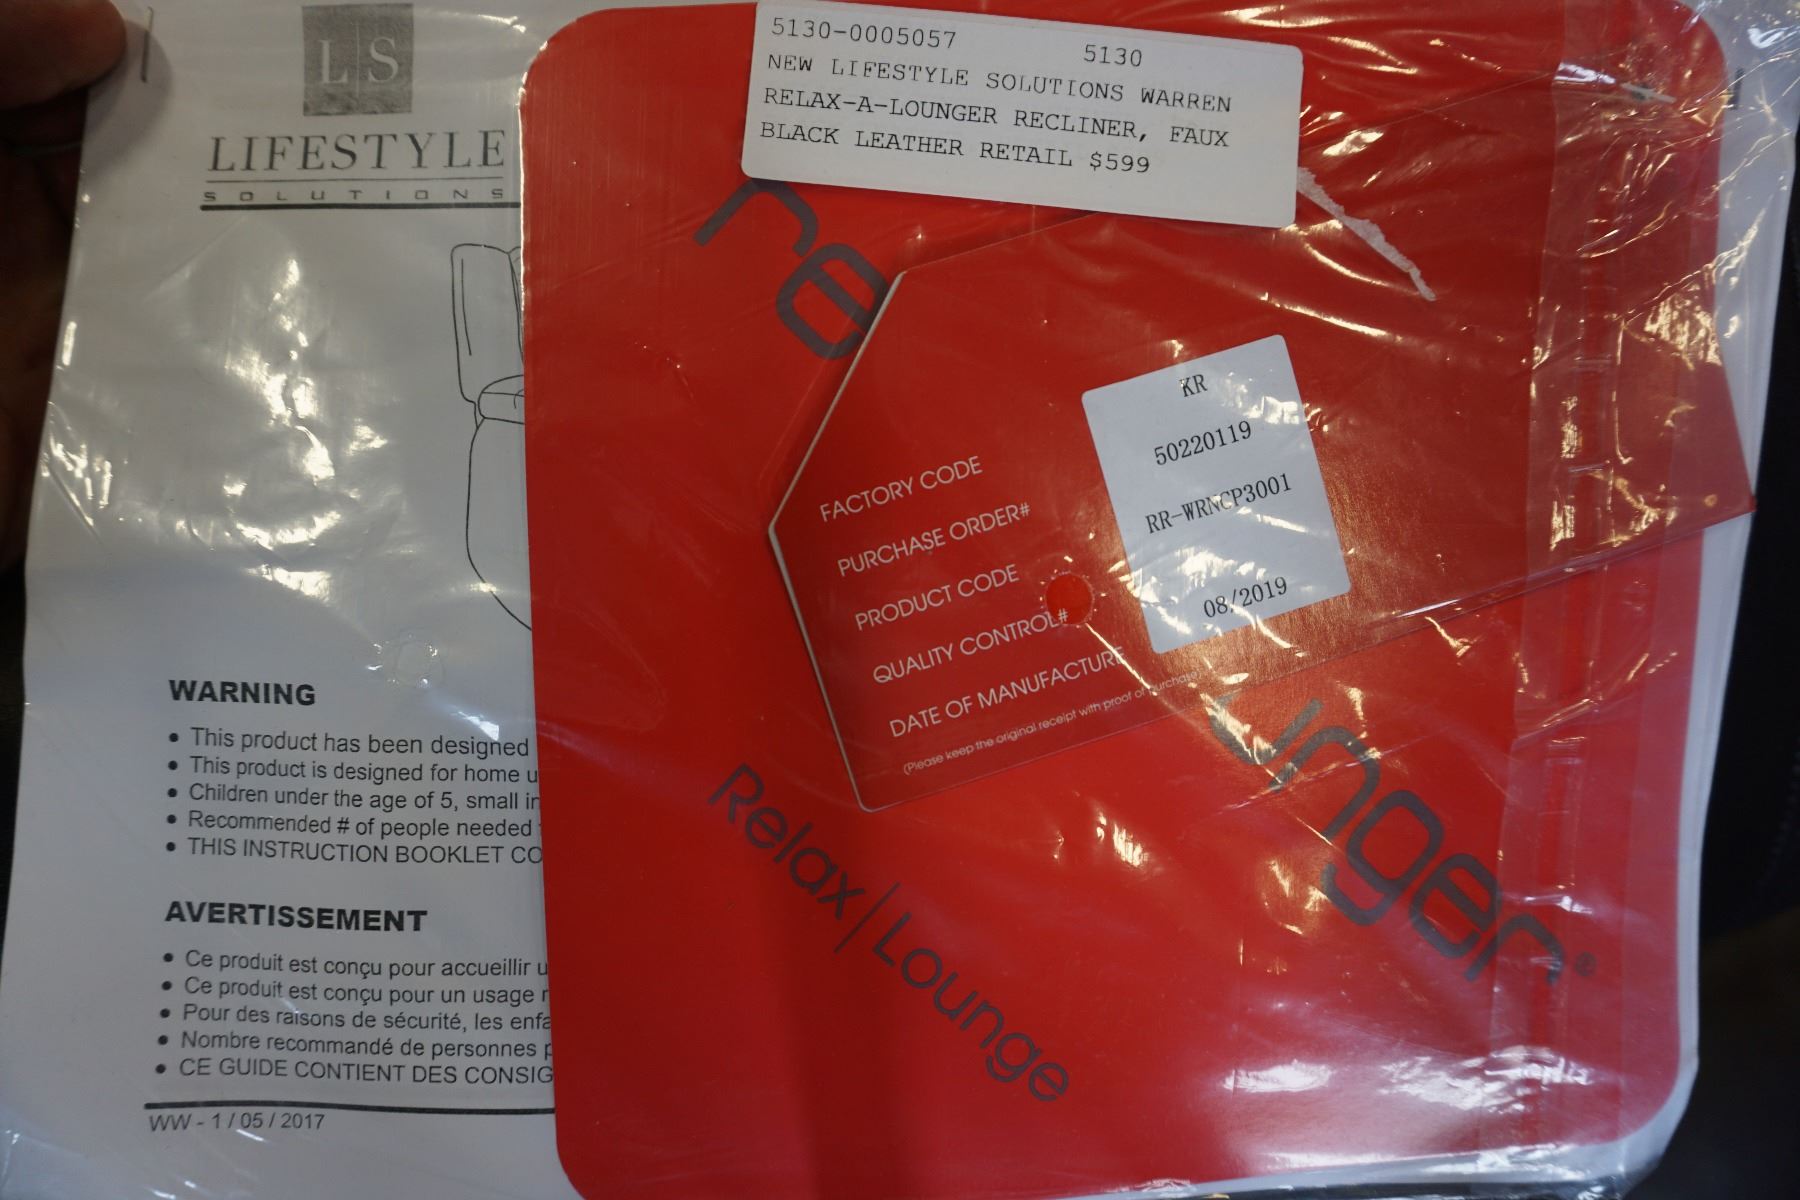 LS
LIFESTYLE
SOLUTIONS
WARNING
• This product has been designed
• This product is designed for home u
• Children under the age of 5, small in
• Recommended # of people needed
• THIS INSTRUCTION BOOKLET CO
AVERTISSEMENT
• Ce produit est conçu pour accueillir u
• Ce produit est conçu pour un usage r
• Pour des raisons de sécurité, les enfa
• Nombre recommandé de personnes p
• CE GUIDE CONTIENT DES CONSIG
WW - 1 / 05 / 2017
5130-0005057 5130
NEW LIFESTYLE SOLUTIONS WARREN
RELAX-A-LOUNGER RECLINER, FAUX
BLACK LEATHER RETAIL $599
re
FACTORY CODE KR
PURCHASE ORDER# 50220119
PRODUCT CODE RR-WRNCP3001
QUALITY CONTROL#
DATE OF MANUFACTURE 08/2019
(Please keep the original receipt with proof of purchase)
unger®
Relax|Lounge